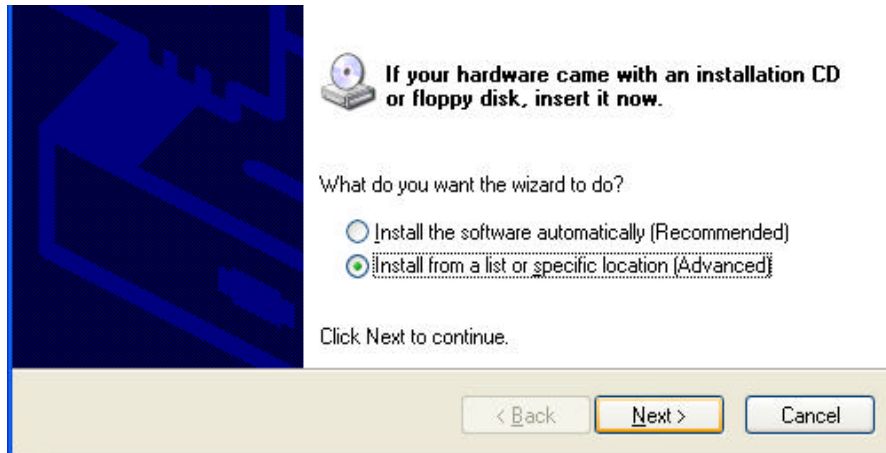 If your hardware came with an installation CD
or floppy disk, insert it now.
What do you want the wizard to do?
Install the software automatically (Recommended)
Install from a list or specific location (Advanced)
Click Next to continue.
< Back Next > Cancel